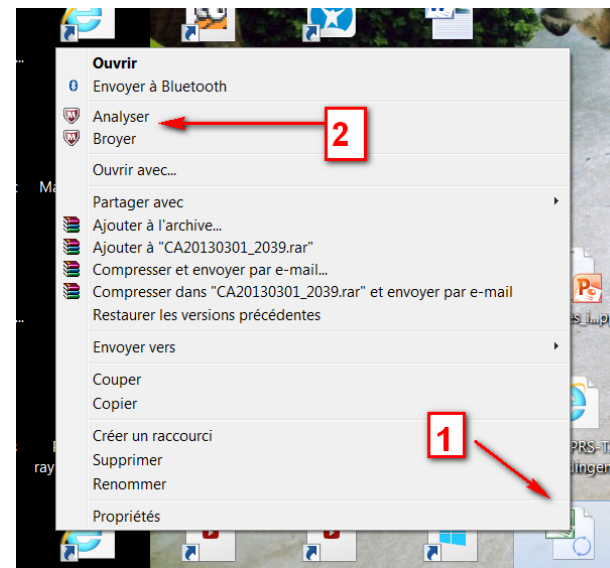 Ouvrir
Envoyer à Bluetooth
Analyser
2
Broyer
Ouvrir avec...
Partager avec
Ajouter à l'archive...
Ajouter à "CA20130301_2039.rar"
Compresser et envoyer par e-mail...
Compresser dans "CA20130301_2039.rar" et envoyer par e-mail
Restaurer les versions précédentes
Envoyer vers
Couper
Copier
Créer un raccourci
1
Supprimer
Renommer
Propriétés